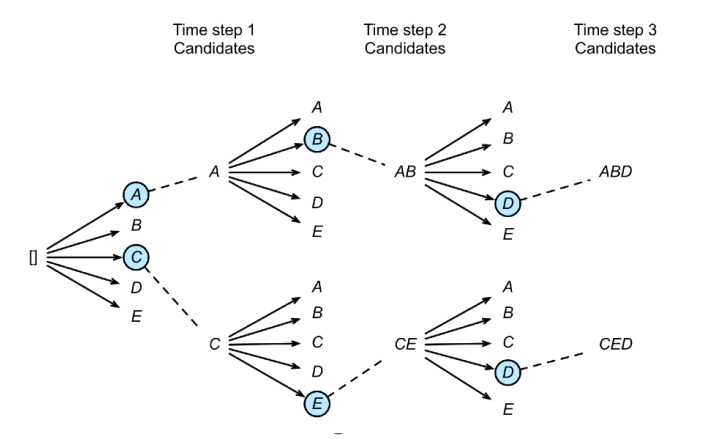 Time step 1
Candidates
Time step 2
Candidates
Time step 3
Candidates
[]
A
B
C
D
E
A
A
B
C
D
E
AB
A
B
C
D
E
ABD
C
A
B
C
D
E
CE
A
B
C
D
E
CED